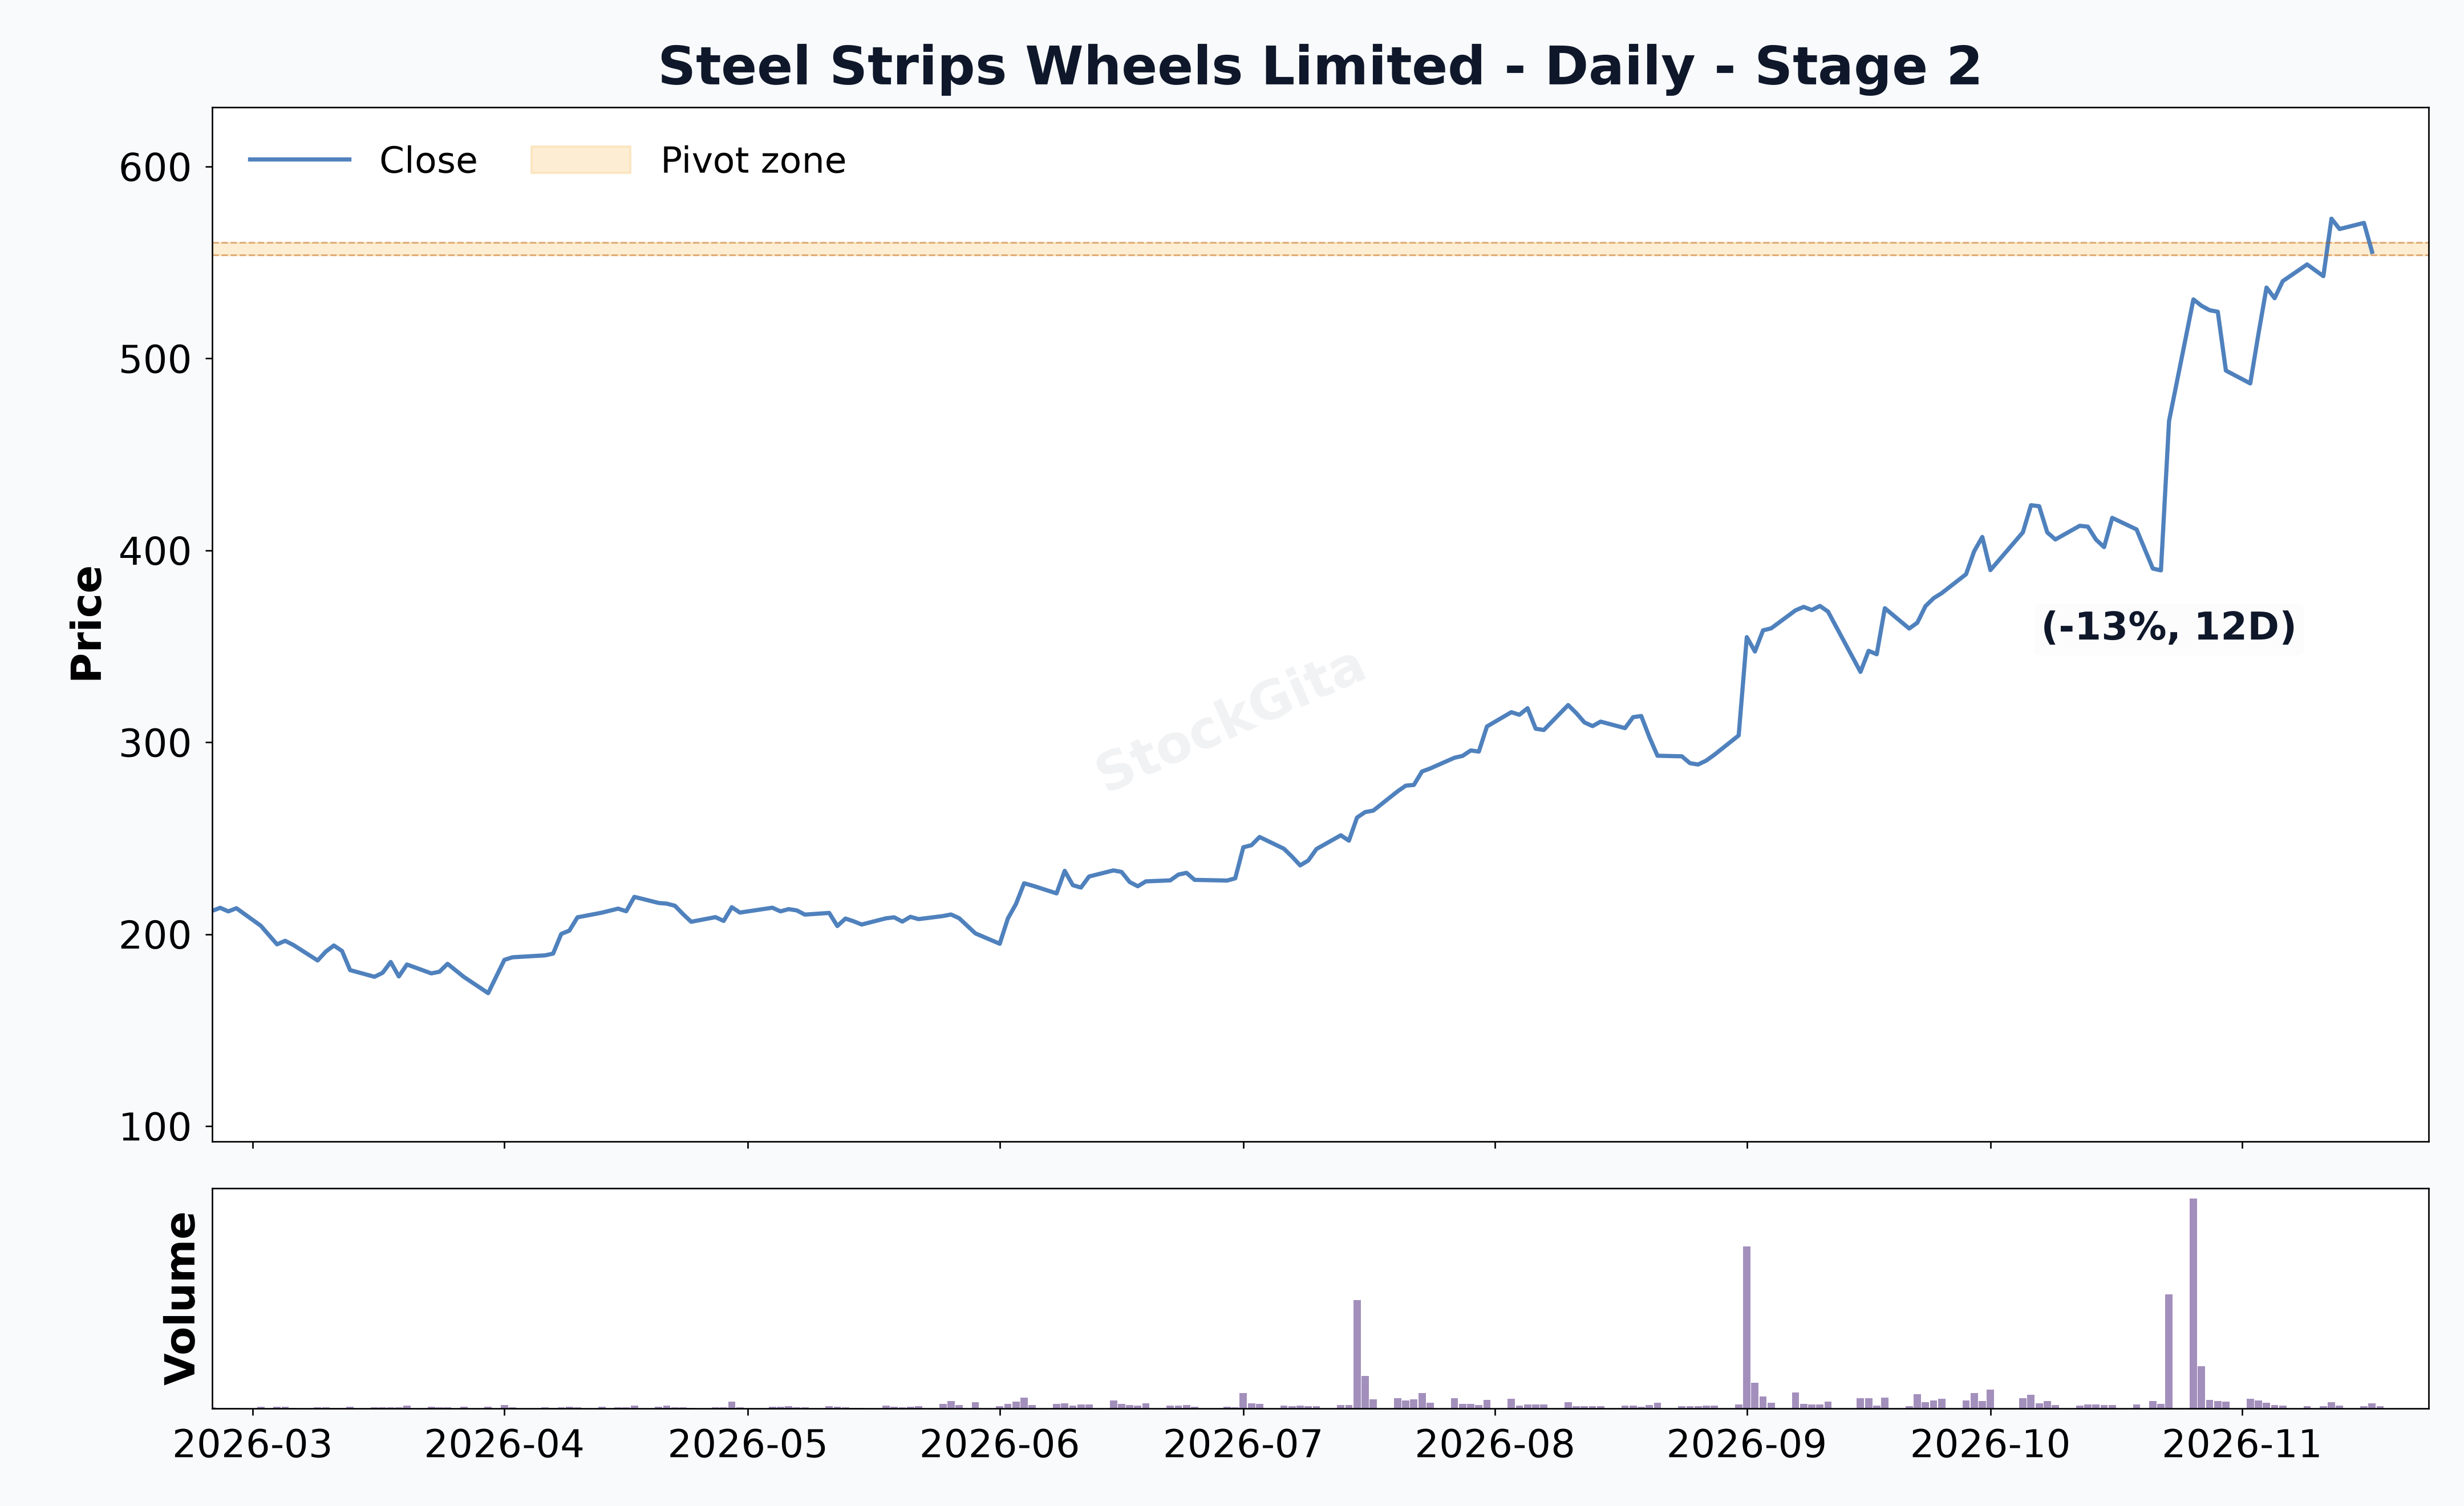 Steel Strips Wheels Limited - Daily - Stage 2
Close
Pivot zone
600
500
400
300
200
100
Price
(-13%, 12D)
StockGita
Volume
2026-03
2026-04
2026-05
2026-06
2026-07
2026-08
2026-09
2026-10
2026-11